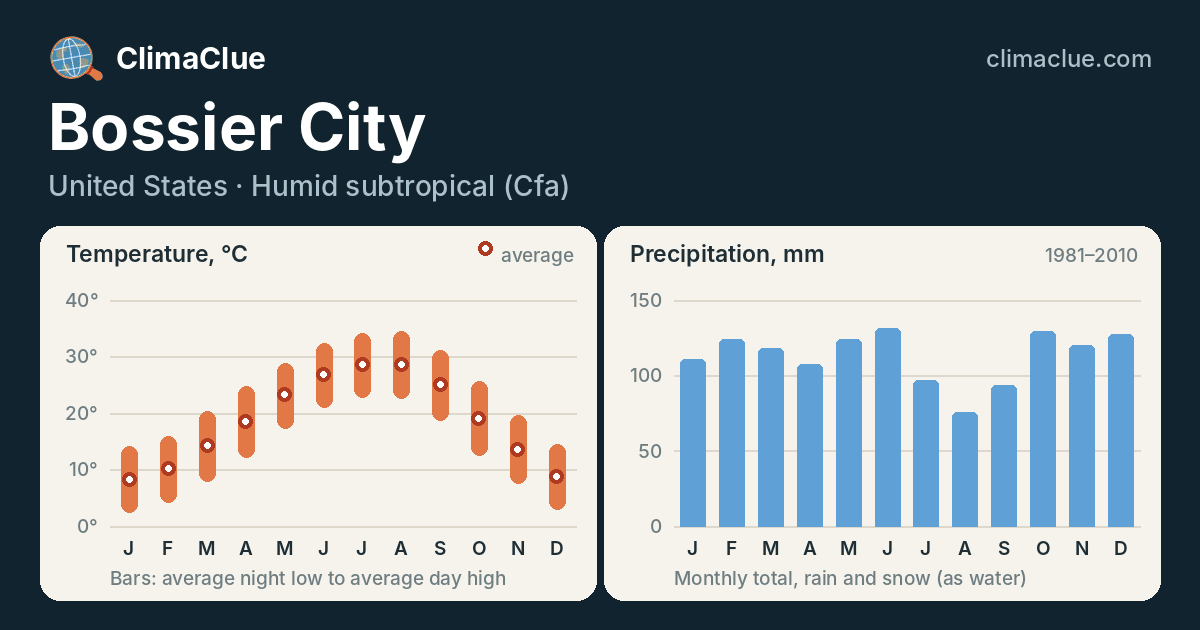 ClimaClue
climaclue.com
Bossier City
United States · Humid subtropical (Cfa)
Temperature, °C
average
40°
30°
20°
10°
0°
J F M A M J J A S O N D
Bars: average night low to average day high
Precipitation, mm
1981–2010
150
100
50
0
J F M A M J J A S O N D
Monthly total, rain and snow (as water)